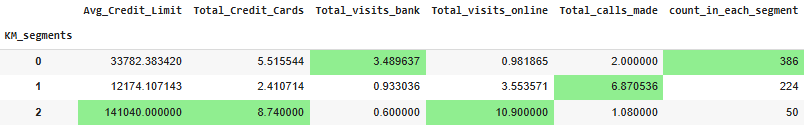 Avg_Credit_Limit Total_Credit_Cards Total_visits_bank Total_visits_online Total_calls_made count_in_each_segment
KM_segments
0 33782.383420 5.515544 3.489637 0.981865 2.000000 386
1 12174.107143 2.410714 0.933036 3.553571 6.870536 224
2 141040.000000 8.740000 0.600000 10.900000 1.080000 50